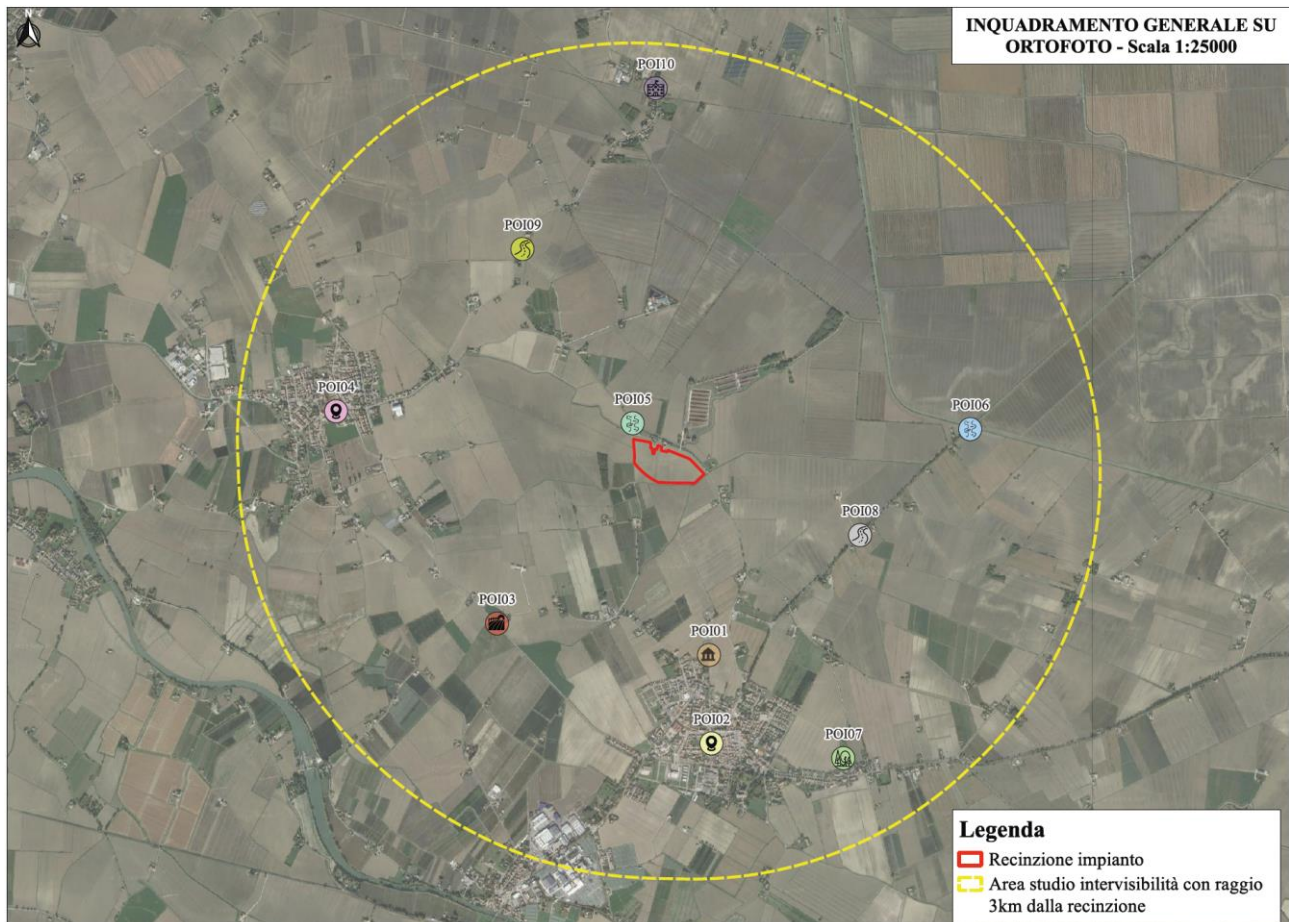 N
INQUADRAMENTO GENERALE SU
ORTOFOTO - Scala 1:25000
POI10
POI09
POI04
POI05
POI06
POI08
POI03
POI01
POI02
POI07
Legenda
Recinzione impianto
Area studio intervisibilità con raggio
3km dalla recinzione